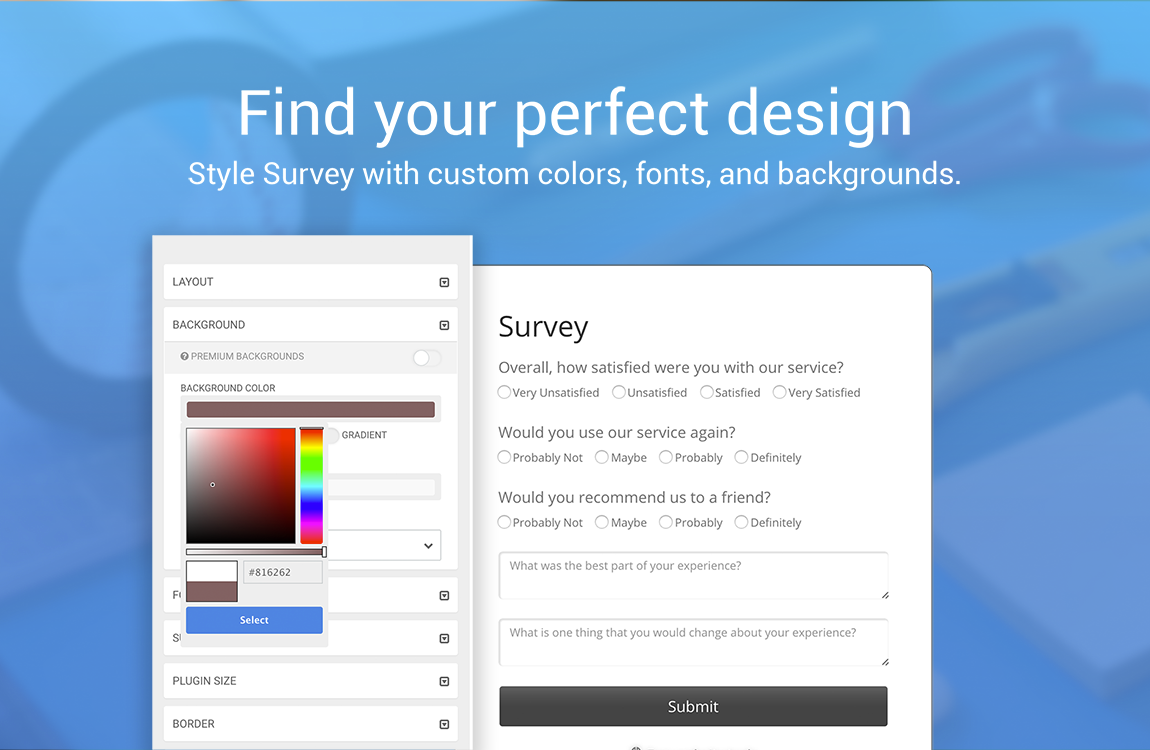 Find your perfect design
Style Survey with custom colors, fonts, and backgrounds.
LAYOUT
BACKGROUND
PREMIUM BACKGROUNDS
BACKGROUND COLOR
GRADIENT
#816262
Select
PLUGIN SIZE
BORDER
Survey
Overall, how satisfied were you with our service?
Very Unsatisfied Unsatisfied Satisfied Very Satisfied
Would you use our service again?
Probably Not Maybe Probably Definitely
Would you recommend us to a friend?
Probably Not Maybe Probably Definitely
What was the best part of your experience?
What is one thing that you would change about your experience?
Submit